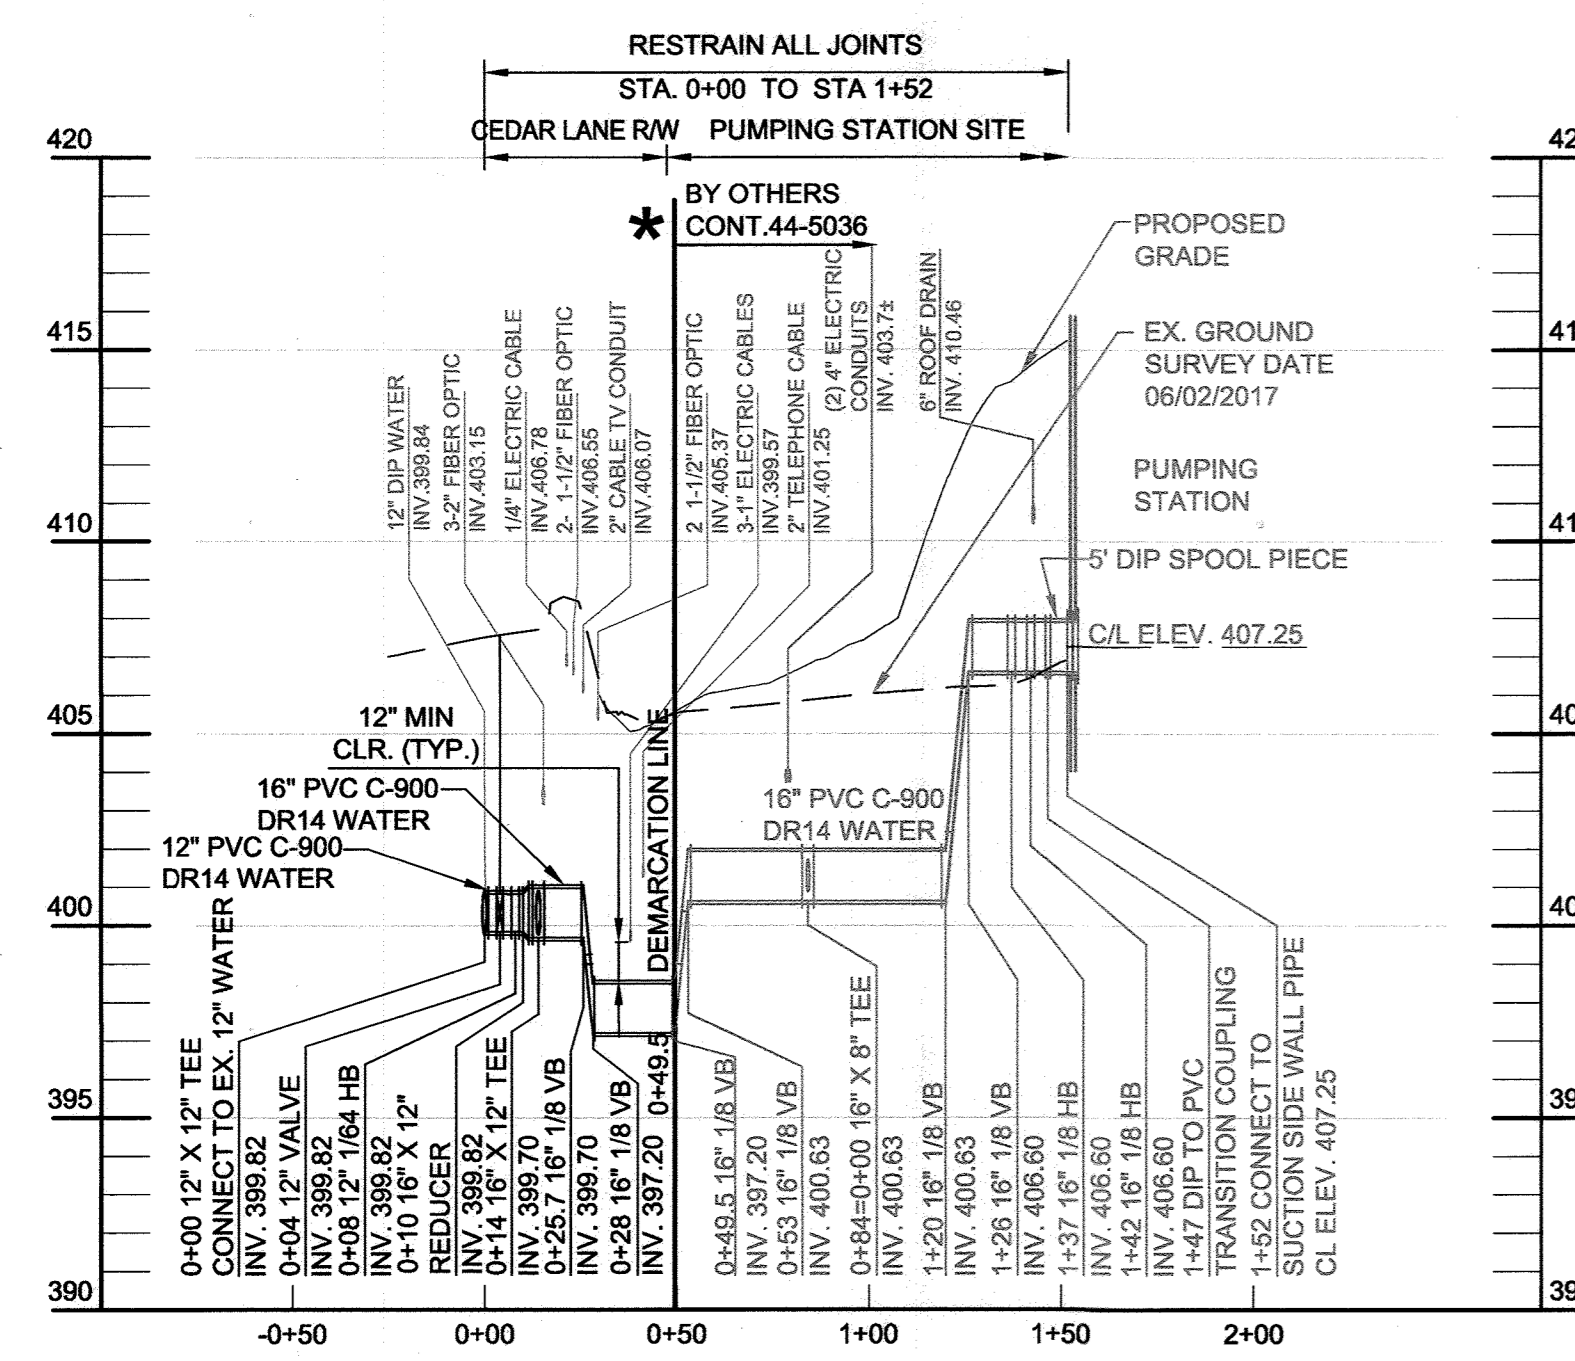 RESTRAIN ALL JOINTS
STA. 0+00 TO STA 1+52
CEDAR LANE R/W
PUMPING STATION SITE
BY OTHERS
CONT.44-5036
*
PROPOSED
GRADE
EX. GROUND
SURVEY DATE
06/02/2017
PUMPING
STATION
5' DIP SPOOL PIECE
C/L ELEV. 407.25
12" DIP WATER
INV.399.84
3-2" FIBER OPTIC
INV.403.15
1/4" ELECTRIC CABLE
INV.406.78
2- 1-1/2" FIBER OPTIC
INV.406.55
2" CABLE TV CONDUIT
INV.406.07
2 1-1/2" FIBER OPTIC
INV.405.37
3-1" ELECTRIC CABLES
INV.399.57
2" TELEPHONE CABLE
INV.401.25
(2) 4" ELECTRIC
CONDUITS
INV. 403.7±
6" ROOF DRAIN
INV. 410.46
12" MIN
CLR. (TYP.)
16" PVC C-900
DR14 WATER
12" PVC C-900
DR14 WATER
16" PVC C-900
DR14 WATER
0+49.5 DEMARCATION LINE
0+00 12" X 12" TEE
CONNECT TO EX. 12" WATER
INV. 399.82
0+04 12" VALVE
INV. 399.82
0+08 12" 1/64 HB
INV. 399.82
0+10 16" X 12"
REDUCER
INV. 399.82
0+14 16" X 12" TEE
INV. 399.70
0+25.7 16" 1/8 VB
INV. 399.70
0+28 16" 1/8 VB
INV. 397.20
0+49.5 16" 1/8 VB
INV. 397.20
0+53 16" 1/8 VB
INV. 400.63
0+84=0+00 16" X 8" TEE
INV. 400.63
1+20 16" 1/8 VB
INV. 400.63
1+26 16" 1/8 VB
INV. 406.60
1+37 16" 1/8 HB
INV. 406.60
1+42 16" 1/8 HB
INV. 406.60
1+47 DIP TO PVC
TRANSITION COUPLING
1+52 CONNECT TO
SUCTION SIDE WALL PIPE
CL ELEV. 407.25
420
415
410
405
400
395
390
-0+50
0+00
0+50
1+00
1+50
2+00